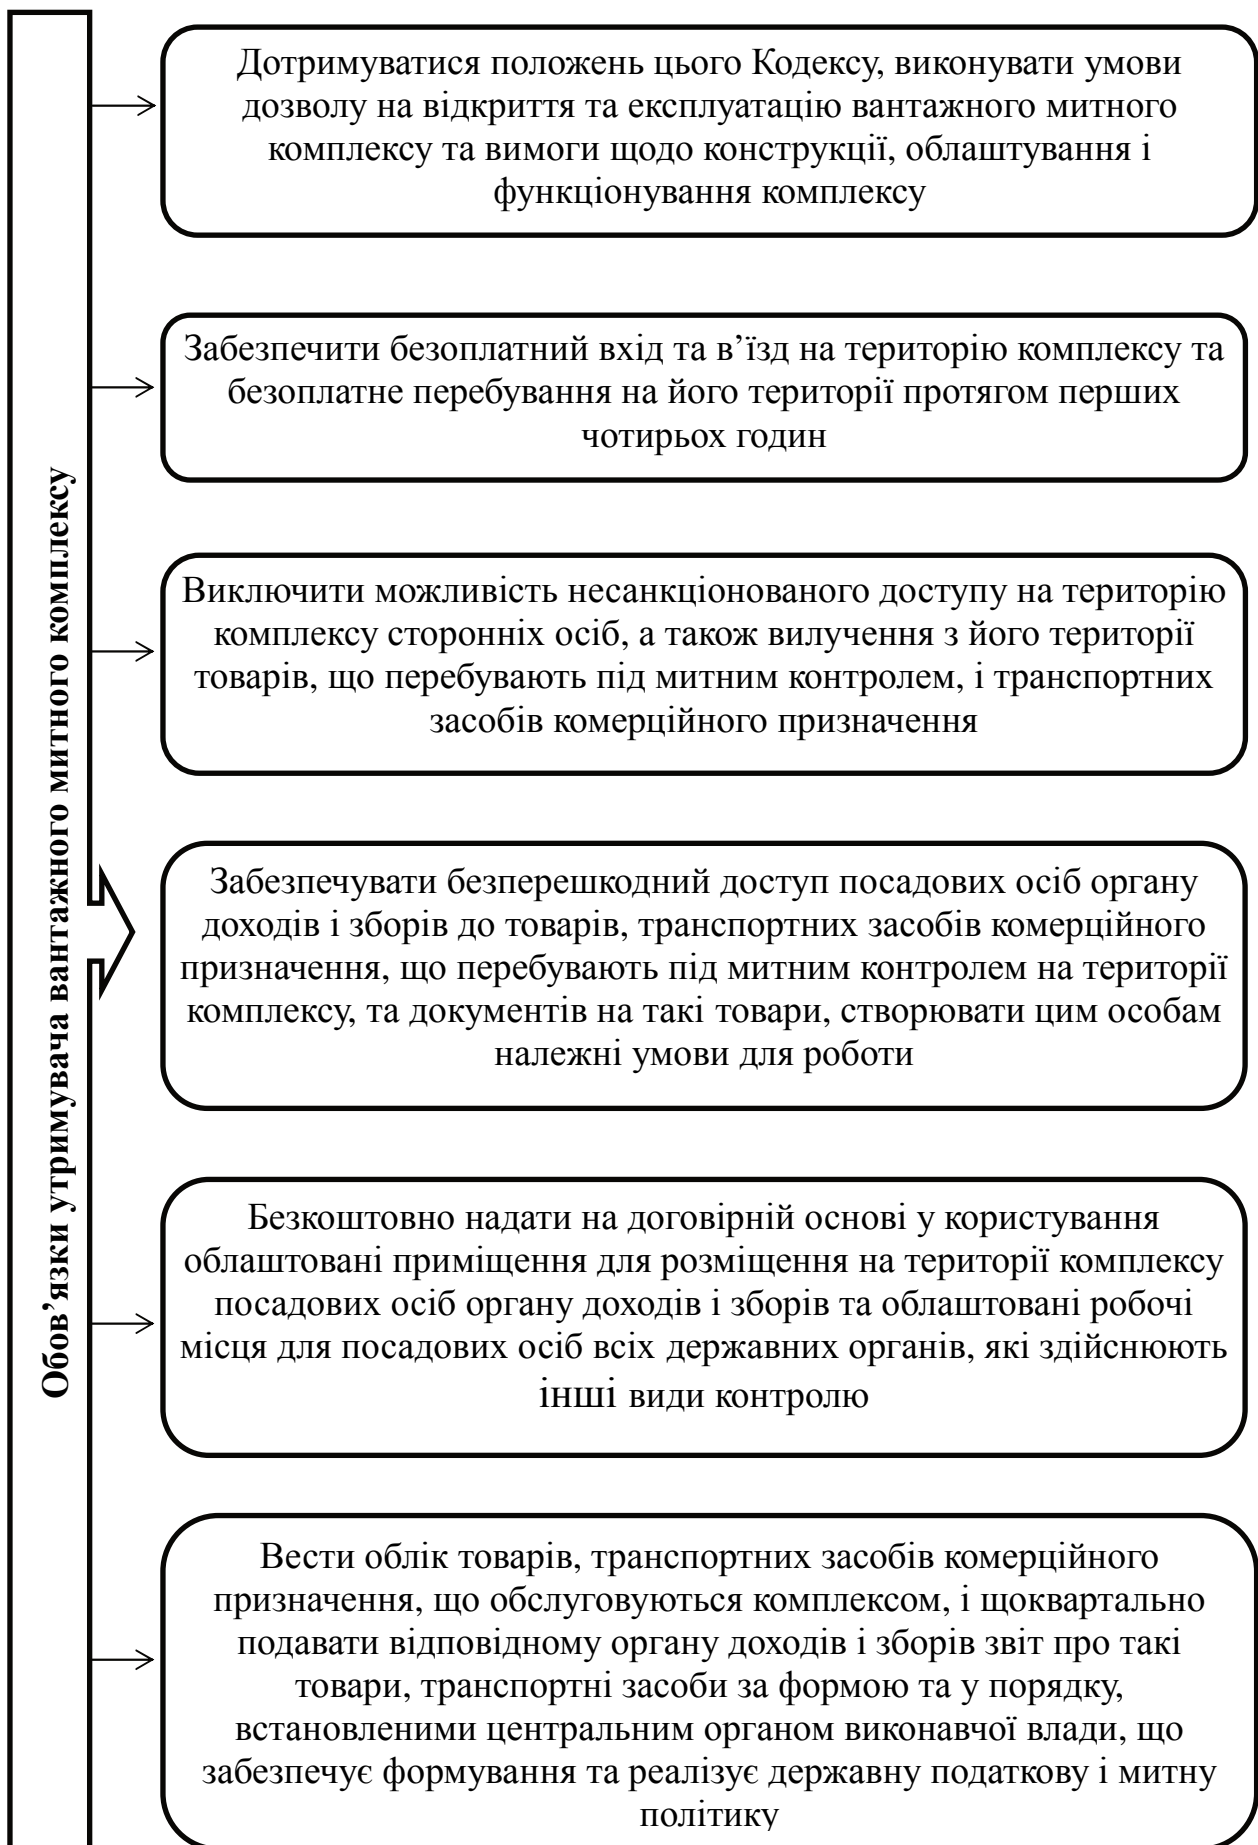 Обов’язки утримувача вантажного митного комплексу
Дотримуватися положень цього Кодексу, виконувати умови
дозволу на відкриття та експлуатацію вантажного митного
комплексу та вимоги щодо конструкції, облаштування і
функціонування комплексу
Забезпечити безоплатний вхід та в’їзд на територію комплексу та
безоплатне перебування на його території протягом перших
чотирьох годин
Виключити можливість несанкціонованого доступу на територію
комплексу сторонніх осіб, а також вилучення з його території
товарів, що перебувають під митним контролем, і транспортних
засобів комерційного призначення
Забезпечувати безперешкодний доступ посадових осіб органу
доходів і зборів до товарів, транспортних засобів комерційного
призначення, що перебувають під митним контролем на території
комплексу, та документів на такі товари, створювати цим особам
належні умови для роботи
Безкоштовно надати на договірній основі у користування
облаштовані приміщення для розміщення на території комплексу
посадових осіб органу доходів і зборів та облаштовані робочі
місця для посадових осіб всіх державних органів, які здійснюють
інші види контролю
Вести облік товарів, транспортних засобів комерційного
призначення, що обслуговуються комплексом, і щоквартально
подавати відповідному органу доходів і зборів звіт про такі
товари, транспортні засоби за формою та у порядку,
встановленими центральним органом виконавчої влади, що
забезпечує формування та реалізує державну податкову і митну
політику